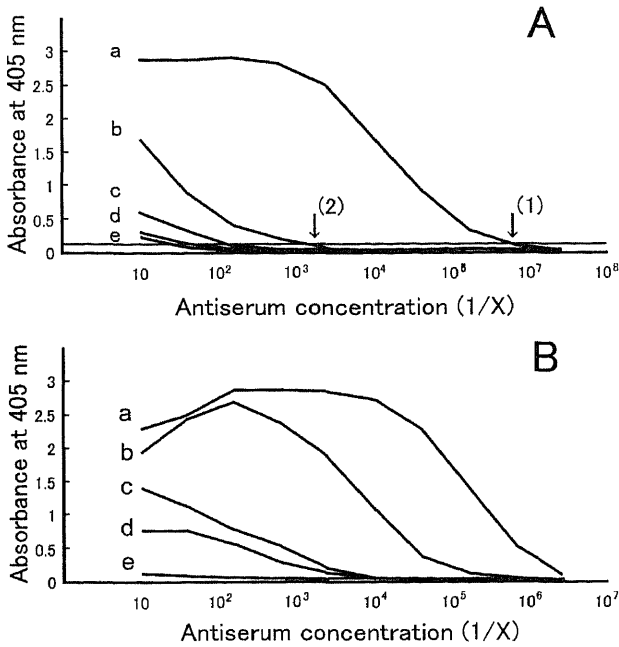 A
Absorbance at 405 nm
3
2.5
2
1.5
1
0.5
0
a
b
c
d
e
(2)
(1)
10 10² 10³ 10⁴ 10⁵ 10⁶ 10⁷ 10⁸
Antiserum concentration (1/X)
B
Absorbance at 405 nm
3
2.5
2
1.5
1
0.5
0
a
b
c
d
e
10 10² 10³ 10⁴ 10⁵ 10⁶ 10⁷
Antiserum concentration (1/X)